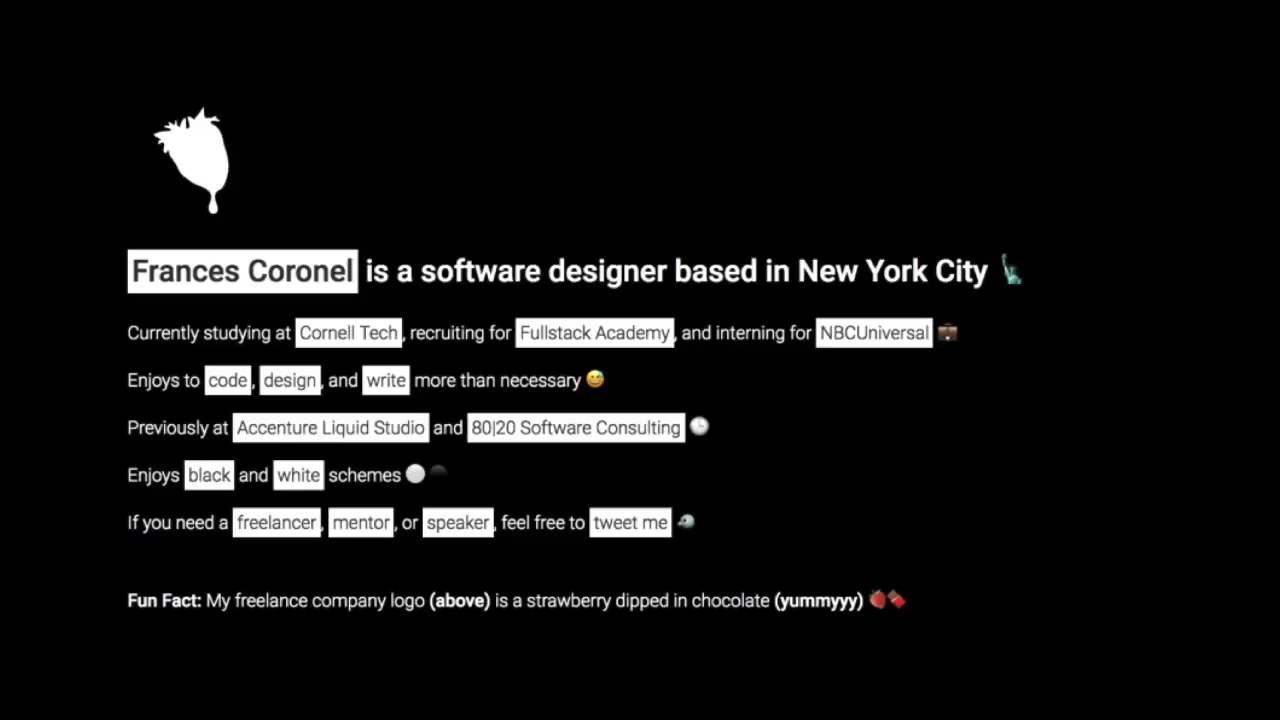 Frances Coronel is a software designer based in New York City 🗽
Currently studying at Cornell Tech, recruiting for Fullstack Academy, and interning for NBCUniversal 💼
Enjoys to code, design, and write more than necessary 😅
Previously at Accenture Liquid Studio and 80|20 Software Consulting 🕒
Enjoys black and white schemes ⚪⚫
If you need a freelancer, mentor, or speaker, feel free to tweet me 🐦
Fun Fact: My freelance company logo (above) is a strawberry dipped in chocolate (yummyyy) 🍓🍫